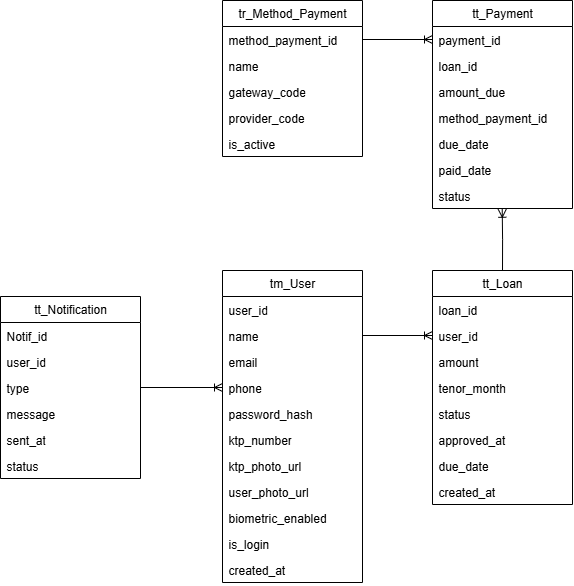 tr_Method_Payment
method_payment_id
name
gateway_code
provider_code
is_active
tt_Payment
payment_id
loan_id
amount_due
method_payment_id
due_date
paid_date
status
tt_Notification
Notif_id
user_id
type
message
sent_at
status
tm_User
user_id
name
email
phone
password_hash
ktp_number
ktp_photo_url
user_photo_url
biometric_enabled
is_login
created_at
tt_Loan
loan_id
user_id
amount
tenor_month
status
approved_at
due_date
created_at